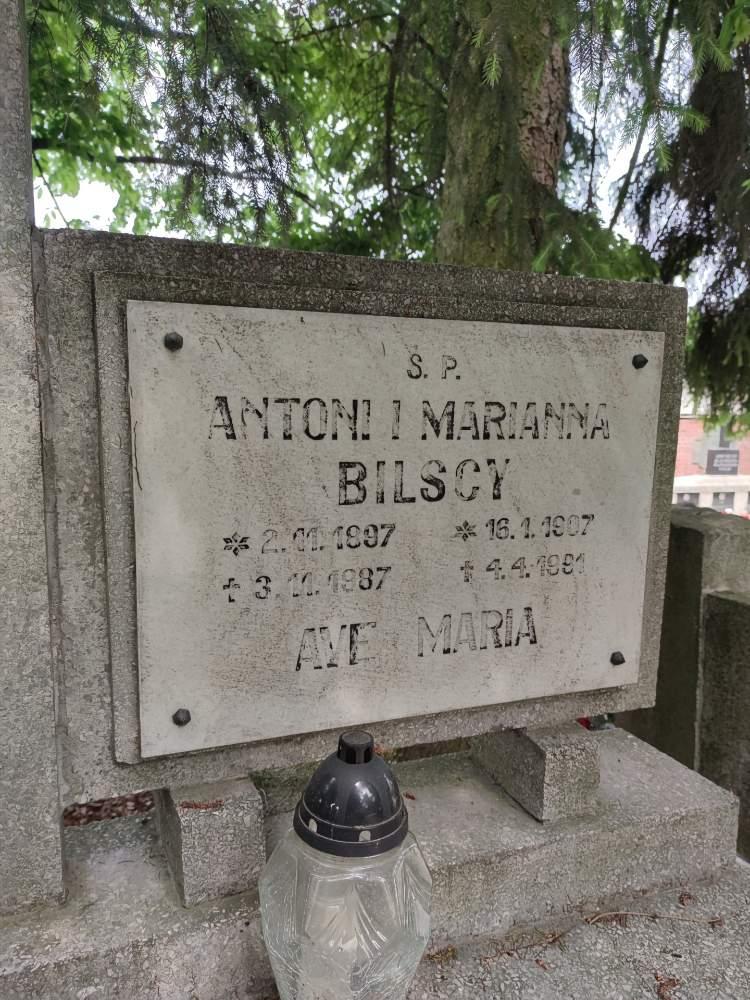 S. P.
ANTONI I MARIANNA
BILSCY
* 2.11.1897 * 16.1.1907
† 3.11.1987 † 4.4.1991
AVE MARIA